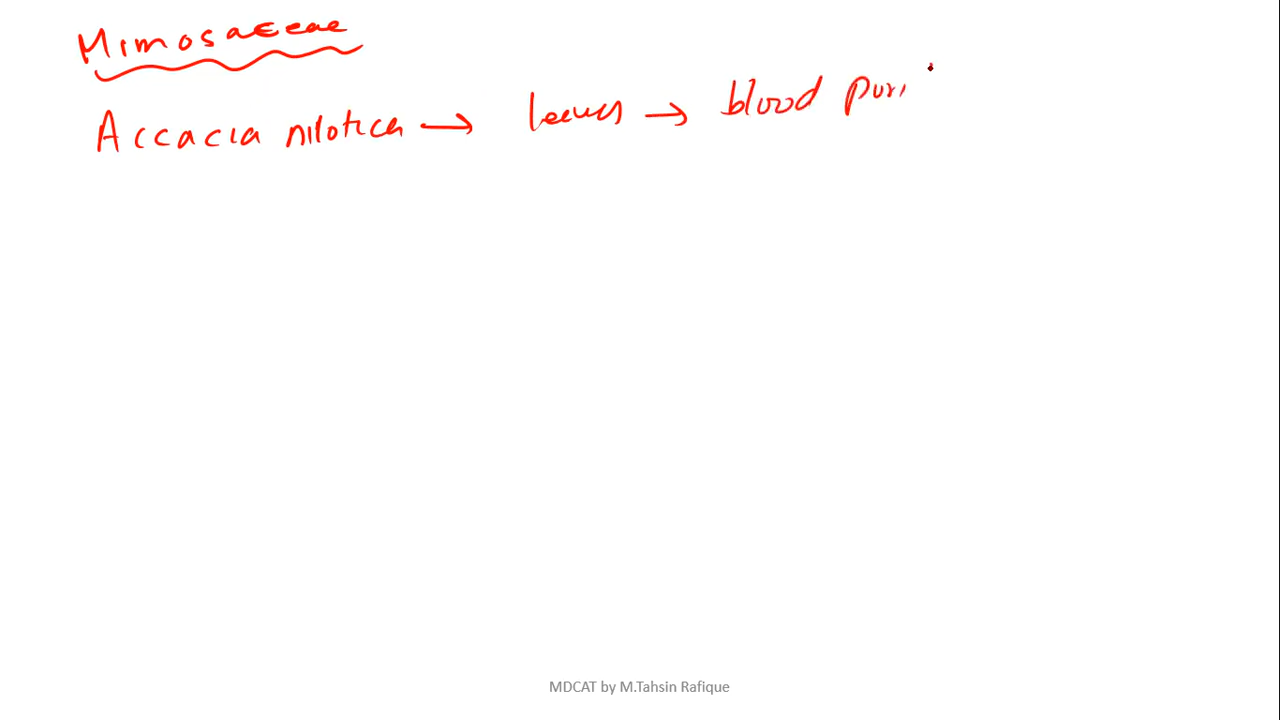 Mimosaceae
Accacia nilotica → leaves → blood puri
MDCAT by M.Tahsin Rafique